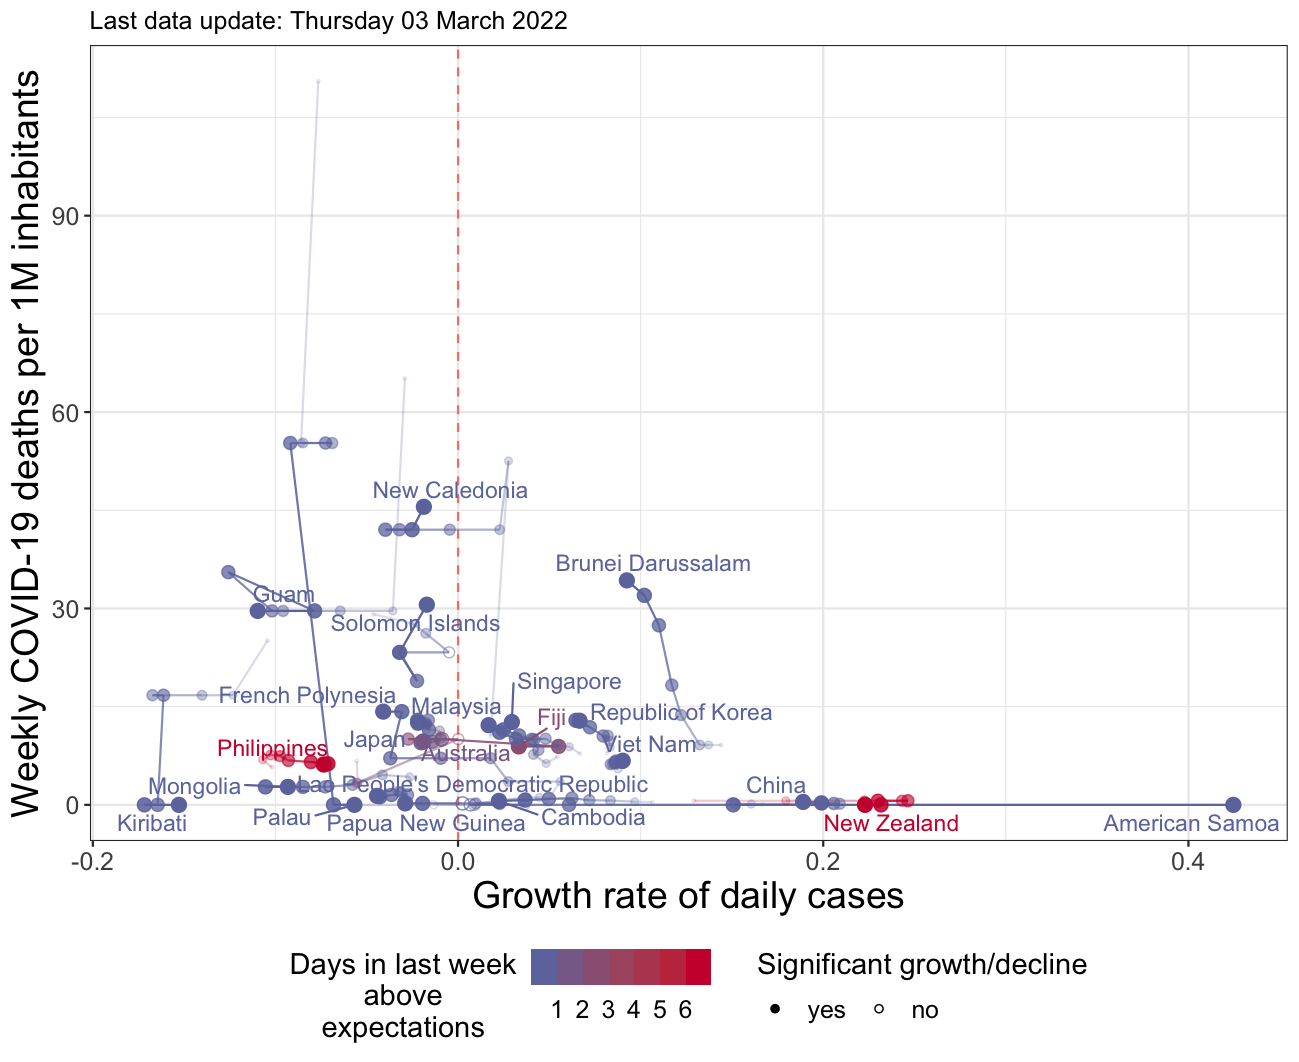 Last data update: Thursday 03 March 2022
Weekly COVID-19 deaths per 1M inhabitants
90
60
30
0
New Caledonia
Brunei Darussalam
Guam
Solomon Islands
Singapore
French Polynesia
Malaysia
Fiji
Republic of Korea
Japan
Philippines
Australia
Viet Nam
Mongolia
Lao People's Democratic Republic
China
Kiribati
Palau
Papua New Guinea
Cambodia
New Zealand
American Samoa
-0.2
0.0
0.2
0.4
Growth rate of daily cases
Days in last week
above
expectations
1 2 3 4 5 6
Significant growth/decline
yes
no